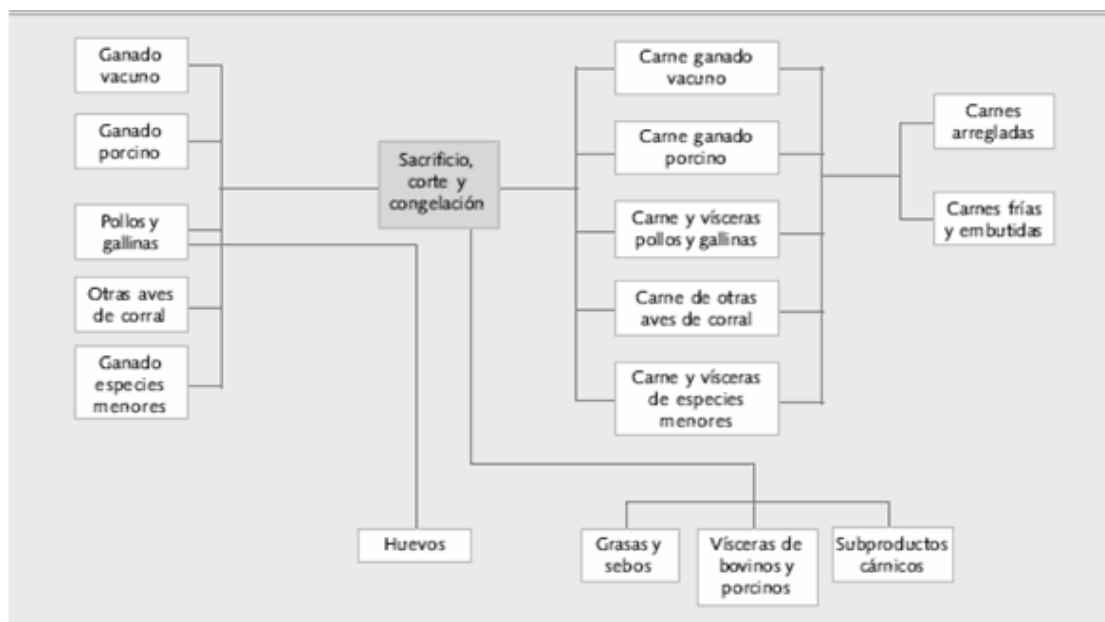 Ganado
vacuno
Ganado
porcino
Pollos y
gallinas
Otras aves
de corral
Ganado
especies
menores
Sacrificio,
corte y
congelación
Carne ganado
vacuno
Carne ganado
porcino
Carne y vísceras
pollos y gallinas
Carne de otras
aves de corral
Carne y vísceras
de especies
menores
Carnes
arregladas
Carnes frías
y embutidas
Huevos
Grasas y
sebos
Vísceras de
bovinos y
porcinos
Subproductos
cárnicos